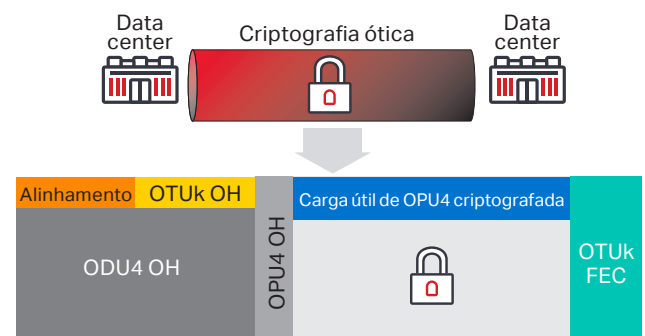 Data
center
Criptografia ótica
Data
center
Alinhamento
OTUk OH
ODU4 OH
OPU4 OH
Carga útil de OPU4 criptografada
OTUk
FEC